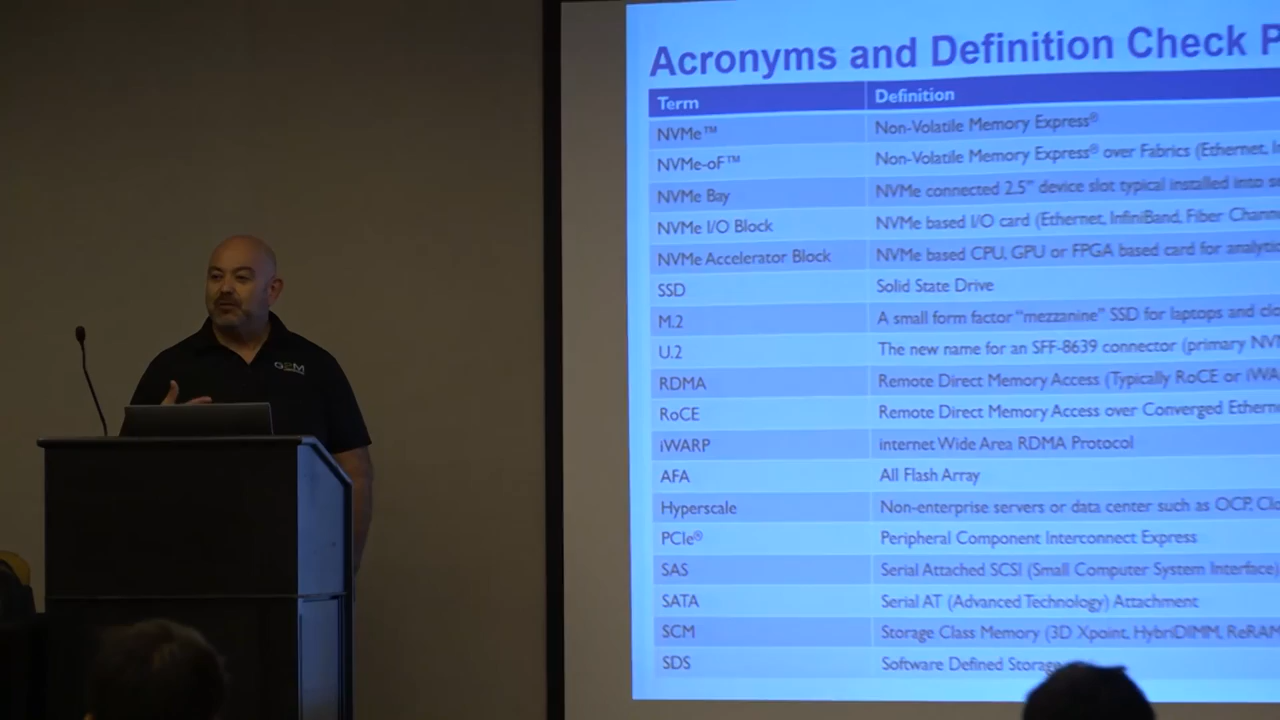 Acronyms and Definition Check
Term Definition
NVMe™ Non-Volatile Memory Express®
NVMe-oF™ Non-Volatile Memory Express® over Fabrics (Ethernet,
NVMe Bay NVMe connected 2.5" device slot typical installed into
NVMe I/O Block NVMe based I/O card (Ethernet, InfiniBand, Fiber
NVMe Accelerator Block NVMe based CPU, GPU or FPGA based card for
SSD Solid State Drive
M.2 A small form factor "mezzanine" SSD for laptops and
U.2 The new name for an SFF-8639 connector (primary
RDMA Remote Direct Memory Access (Typically RoCE or
RoCE Remote Direct Memory Access over Converged
iWARP internet Wide Area RDMA Protocol
AFA All Flash Array
Hyperscale Non-enterprise servers or data center such as OCP,
PCIe® Peripheral Component Interconnect Express
SAS Serial Attached SCSI (Small Computer System Interface)
SATA Serial AT (Advanced Technology) Attachment
SCM Storage Class Memory (3D Xpoint, HybriDIMM, ReRAM
SDS Software Defined Storage